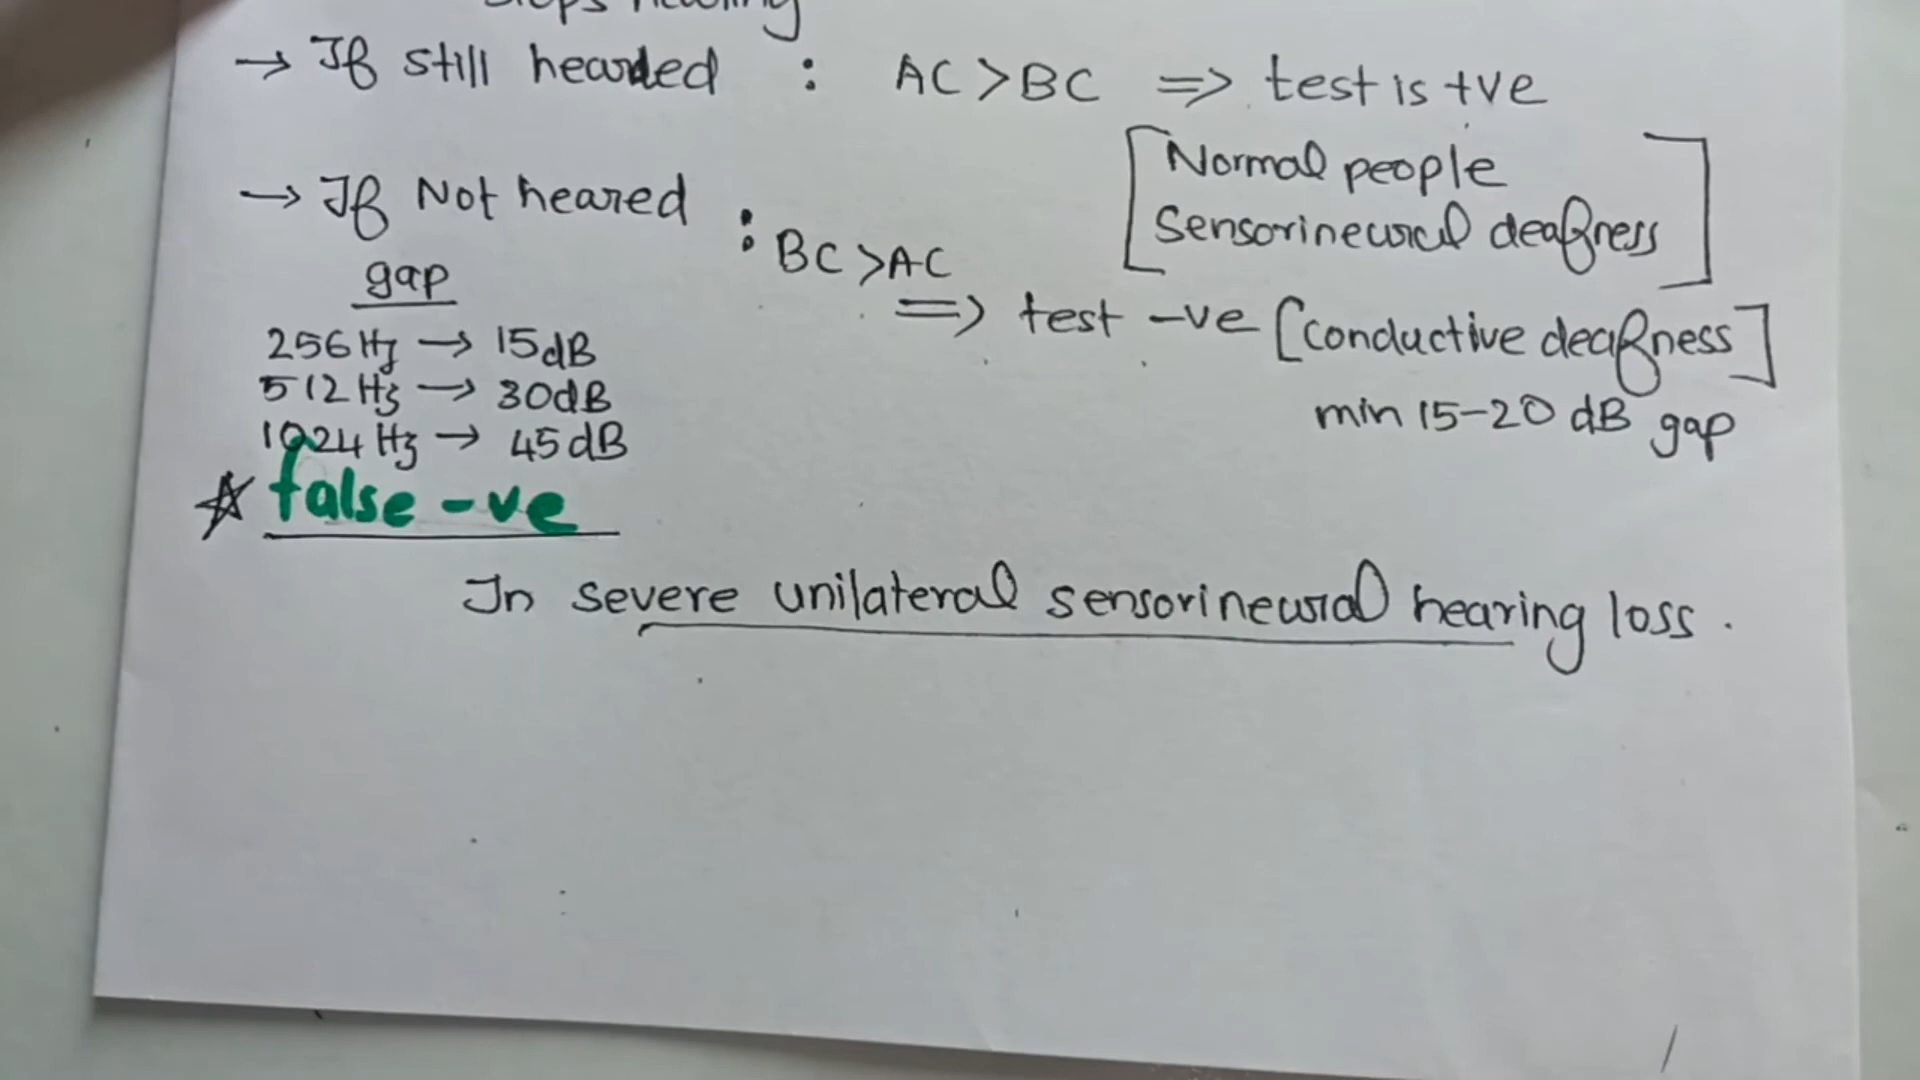 stops hearing
→ If still hearded : AC > BC ⇒ test is +ve
[Normal people
Sensorineural deafness]
→ If Not heared : BC > AC
⇒ test -ve [conductive deafness]
min 15-20 dB gap
gap
256 Hz → 15dB
512 Hz → 30dB
1024 Hz → 45dB
☆ false -ve
In severe unilateral sensorineural hearing loss.